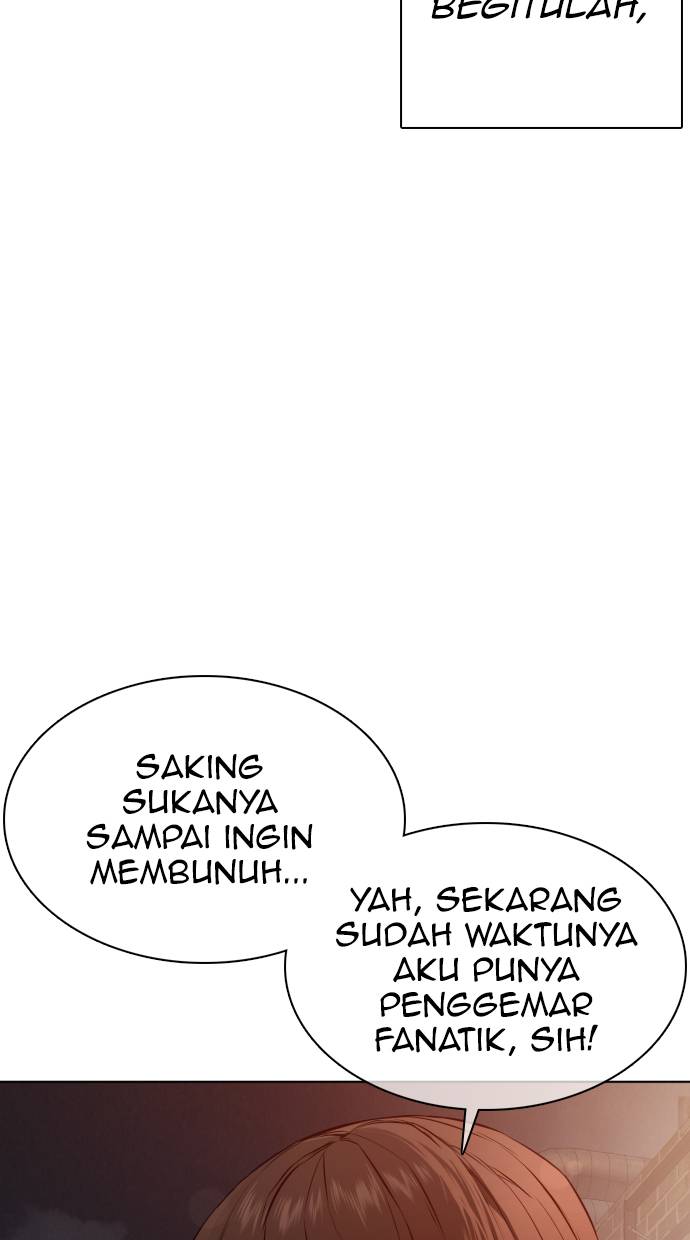 BEGITULAH,
SAKING
SUKANYA
SAMPAI INGIN
MEMBUNUH...
YAH, SEKARANG
SUDAH WAKTUNYA
AKU PUNYA
PENGGEMAR
FANATIK, SIH!